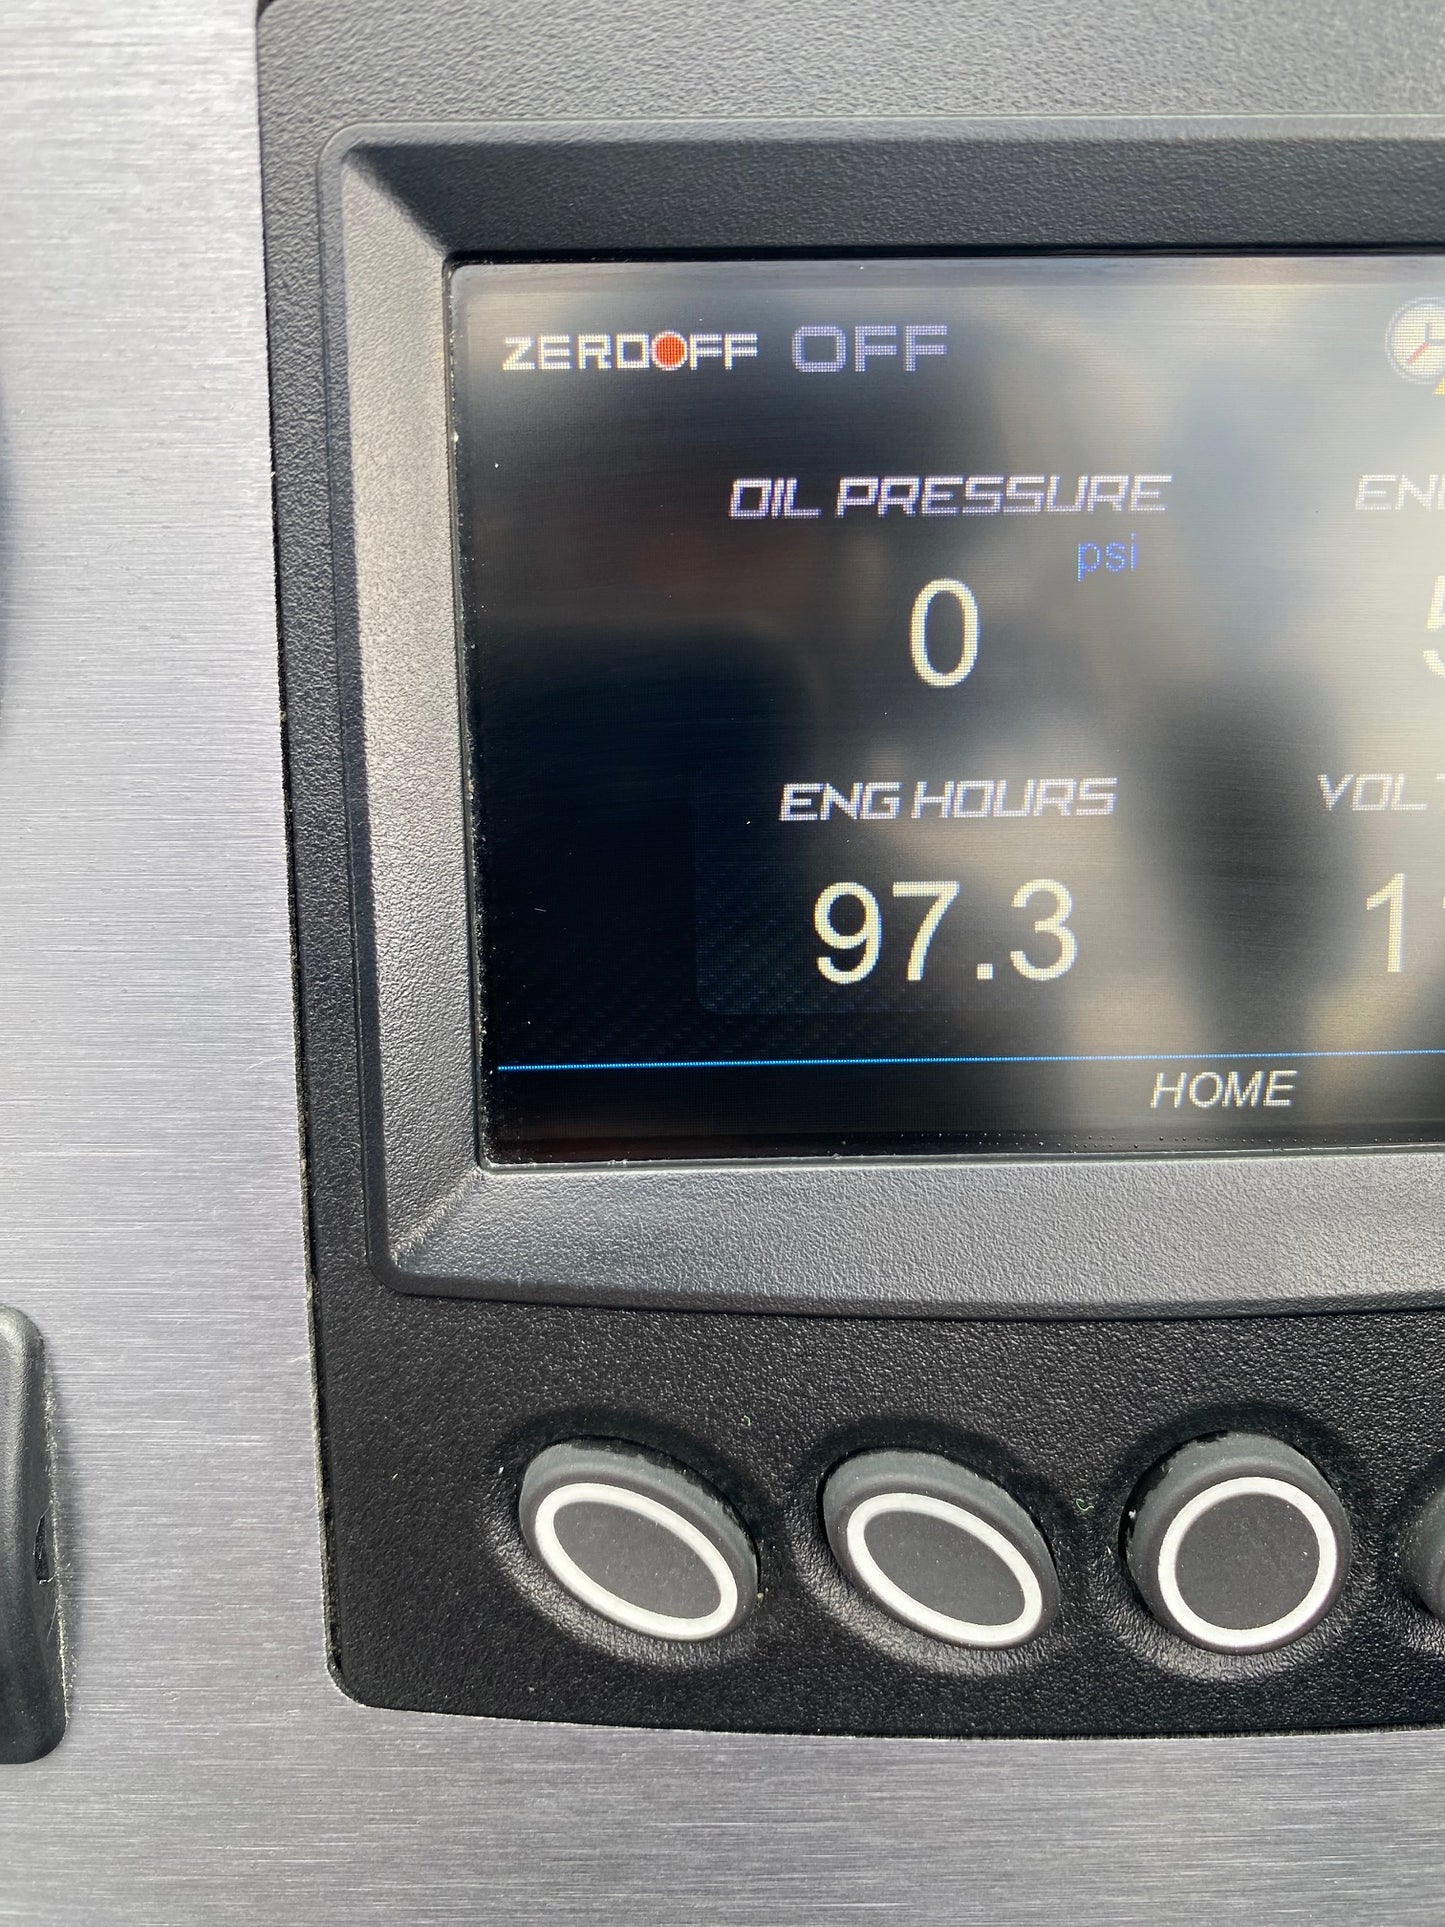 ZEROOFF OFF
OIL PRESSURE
psi
0
ENG HOURS
97.3
HOME